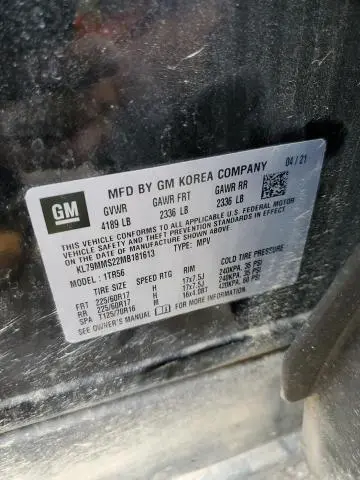 GM
MFD BY GM KOREA COMPANY 04 / 21
GVWR GAWR FRT GAWR RR
4189 LB 2336 LB 2336 LB
THIS VEHICLE CONFORMS TO ALL APPLICABLE U.S. FEDERAL MOTOR
VEHICLE SAFETY AND THEFT PREVENTION STANDARDS IN EFFECT
ON THE DATE OF MANUFACTURE SHOWN ABOVE.
KL79MMS22MB181613 TYPE: MPV
MODEL: 1TR56
TIRE SIZE SPEED RTG RIM COLD TIRE PRESSURE
FRT 225/60R17 H 17x7.5J 240KPA, 35 PSI
RR 225/60R17 H 17x7.5J 240KPA, 35 PSI
SPA T125/70R16 M 16x4.0BT 420KPA, 60 PSI
SEE OWNER'S MANUAL FOR ADDITIONAL INFORMATION